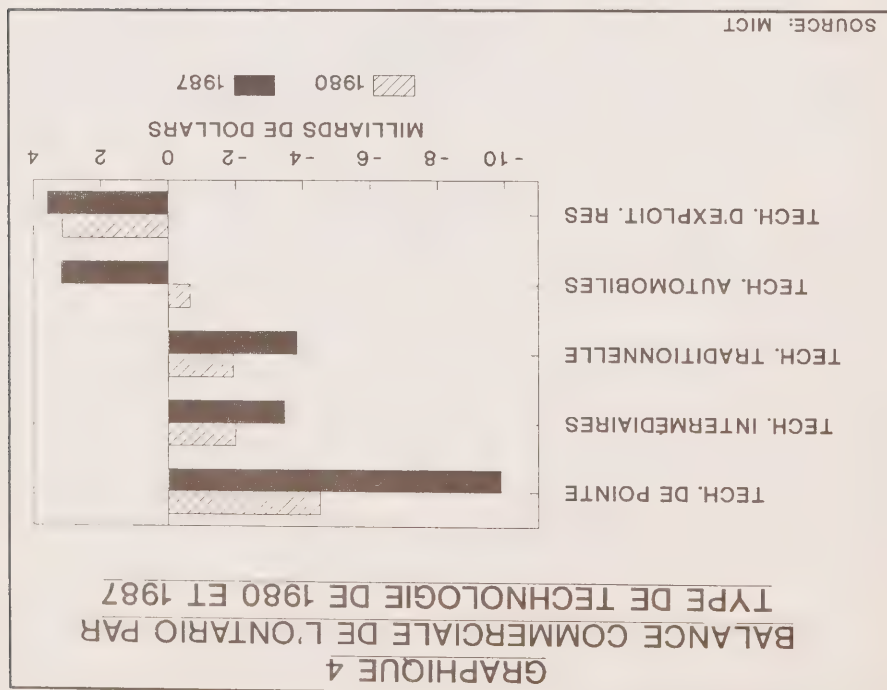 GRAPHIQUE 4
BALANCE COMMERCIALE DE L'ONTARIO PAR
TYPE DE TECHNOLOGIE DE 1980 ET 1987
TECH. DE POINTE
TECH. INTERMÉDIAIRES
TECH. TRADITIONNELLE
TECH. AUTOMOBILES
TECH. D'EXPLOIT. RES
-10 -8 -6 -4 -2 0 2 4
MILLIARDS DE DOLLARS
1980 1987
SOURCE: MICT